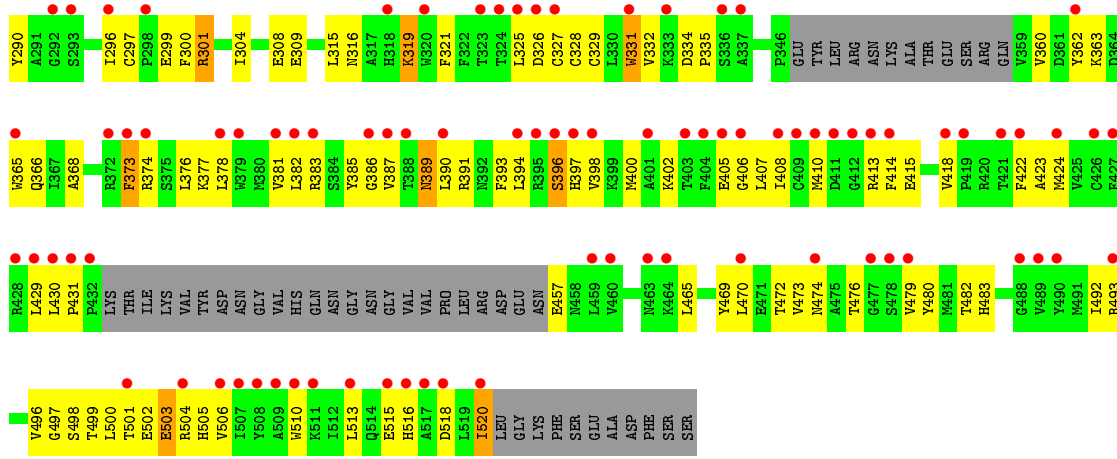 Y290 A291 G292 S293 I296 C297 P298 E299 F300 R301 I304 E308 E309 L315 N316 A317 H318 K319 W320 F321 F322 T323 T324 L325 D326 C327 C328 C329 L330 W331 V332 K333 D334 P335 S336 A337 P346 GLU TYR LEU ARG ASN LYS ALA THR GLU SER ARG GLN V359 V360 D361 Y362 K363 D364
W365 Q366 I367 A368 R372 F373 R374 S375 L376 K377 L378 W379 M380 V381 L382 R383 S384 Y385 G386 V387 T388 N389 L390 R391 N392 F393 L394 R395 S396 H397 V398 K399 M400 A401 K402 T403 F404 E405 G406 L407 I408 C409 M410 D411 G412 R413 F414 E415 V418 P419 R420 T421 F422 A423 M424 V425 C426 F427
R428 L429 L430 P431 P432 LYS THR ILE LYS VAL TYR ASP ASN GLY VAL HIS GLN ASN GLY ASN GLY VAL VAL PRO LEU ARG ASP GLU ASN E457 N458 L459 V460 N463 K464 L465 Y469 L470 E471 T472 V473 N474 A475 T476 G477 S478 V479 Y480 M481 T482 H483 G488 V489 Y490 M491 I492 R493
V496 G497 S498 T499 L500 T501 E502 E503 R504 H505 V506 I507 Y508 A509 W510 K511 I512 L513 Q514 E515 H516 A517 D518 L519 I520 LEU GLY LYS PHE SER GLU ALA ASP PHE SER SER